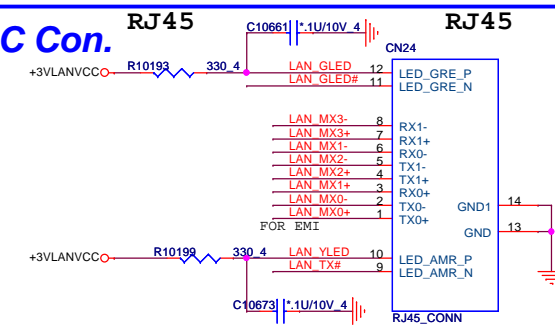 RJ45
C10661
*.1U/10V_4
RJ45
C Con.
CN24
+3VLANVCC
R10193
330_4
LAN_GLED
12
LED_GRE_P
LAN_GLED#
11
LED_GRE_N
LAN_MX3-
8
RX1-
LAN_MX3+
7
RX1+
LAN_MX1-
6
RX0-
LAN_MX2-
5
TX1-
LAN_MX2+
4
TX1+
LAN_MX1+
3
RX0+
LAN_MX0-
2
TX0-
LAN_MX0+
1
TX0+
GND1
14
GND
13
FOR EMI
+3VLANVCC
R10199
330_4
LAN_YLED
10
LED_AMR_P
LAN_TX#
9
LED_AMR_N
C10673
*.1U/10V_4
RJ45_CONN